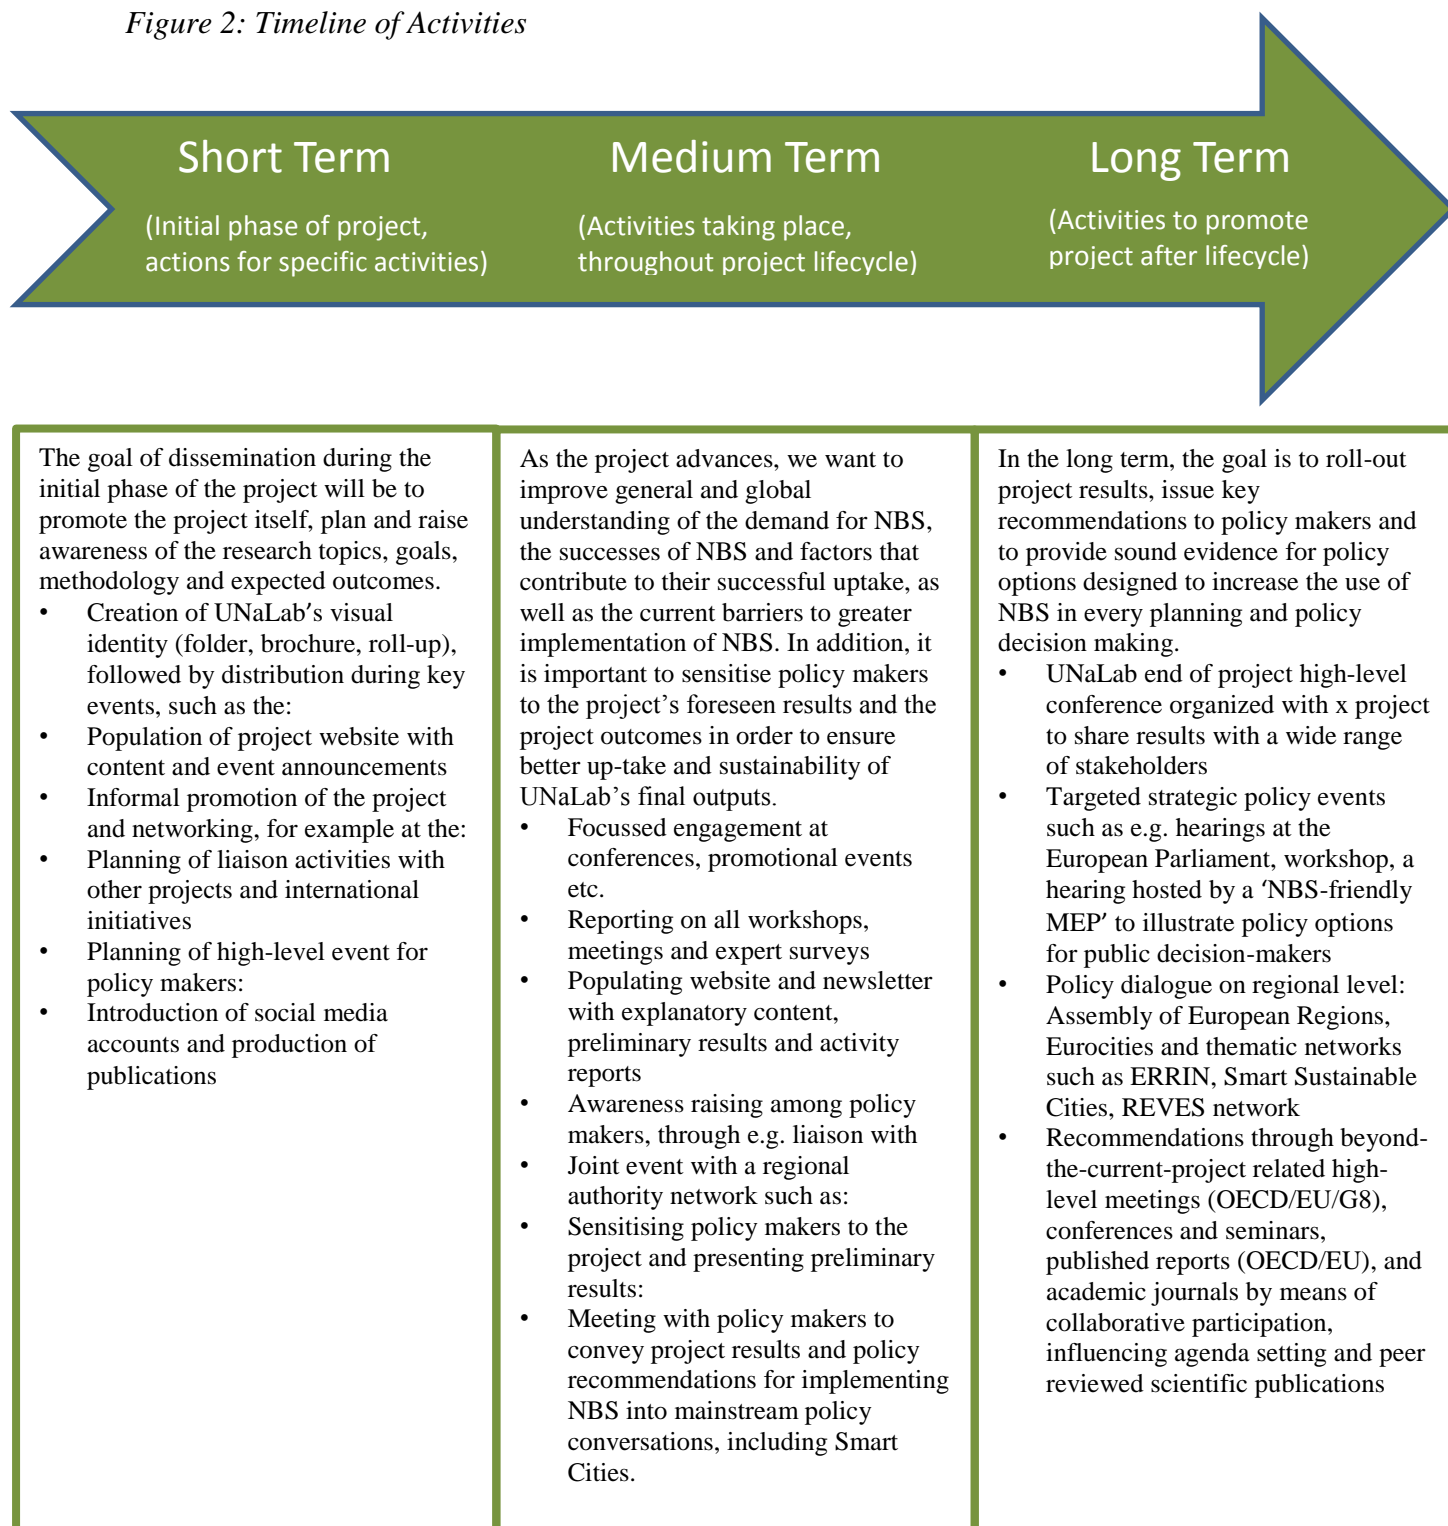 Figure 2: Timeline of Activities
Short Term
(Initial phase of project,
actions for specific activities)
Medium Term
(Activities taking place,
throughout project lifecycle)
Long Term
(Activities to promote
project after lifecycle)
The goal of dissemination during the
initial phase of the project will be to
promote the project itself, plan and raise
awareness of the research topics, goals,
methodology and expected outcomes.
• Creation of UNaLab’s visual
identity (folder, brochure, roll-up),
followed by distribution during key
events, such as the:
• Population of project website with
content and event announcements
• Informal promotion of the project
and networking, for example at the:
• Planning of liaison activities with
other projects and international
initiatives
• Planning of high-level event for
policy makers:
• Introduction of social media
accounts and production of
publications
As the project advances, we want to
improve general and global
understanding of the demand for NBS,
the successes of NBS and factors that
contribute to their successful uptake, as
well as the current barriers to greater
implementation of NBS. In addition, it
is important to sensitise policy makers
to the project’s foreseen results and the
project outcomes in order to ensure
better up-take and sustainability of
UNaLab’s final outputs.
• Focussed engagement at
conferences, promotional events
etc.
• Reporting on all workshops,
meetings and expert surveys
• Populating website and newsletter
with explanatory content,
preliminary results and activity
reports
• Awareness raising among policy
makers, through e.g. liaison with
• Joint event with a regional
authority network such as:
• Sensitising policy makers to the
project and presenting preliminary
results:
• Meeting with policy makers to
convey project results and policy
recommendations for implementing
NBS into mainstream policy
conversations, including Smart
Cities.
In the long term, the goal is to roll-out
project results, issue key
recommendations to policy makers and
to provide sound evidence for policy
options designed to increase the use of
NBS in every planning and policy
decision making.
• UNaLab end of project high-level
conference organized with x project
to share results with a wide range
of stakeholders
• Targeted strategic policy events
such as e.g. hearings at the
European Parliament, workshop, a
hearing hosted by a ‘NBS-friendly
MEP’ to illustrate policy options
for public decision-makers
• Policy dialogue on regional level:
Assembly of European Regions,
Eurocities and thematic networks
such as ERRIN, Smart Sustainable
Cities, REVES network
• Recommendations through beyond-
the-current-project related high-
level meetings (OECD/EU/G8),
conferences and seminars,
published reports (OECD/EU), and
academic journals by means of
collaborative participation,
influencing agenda setting and peer
reviewed scientific publications